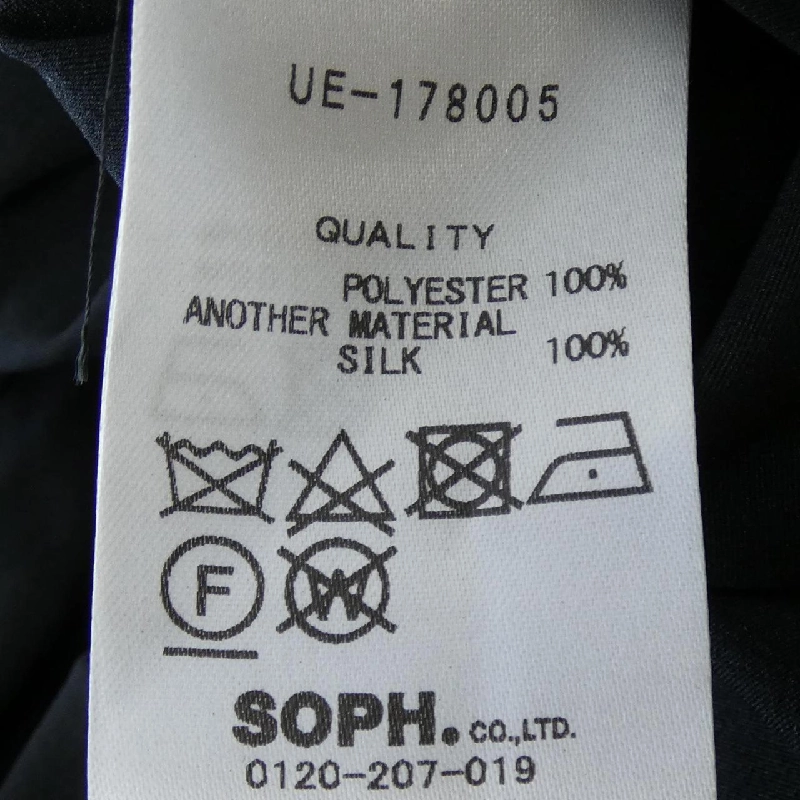 UE-178005
QUALITY
POLYESTER 100%
ANOTHER MATERIAL
SILK 100%
F
W
SOPH. CO.,LTD.
0120-207-019